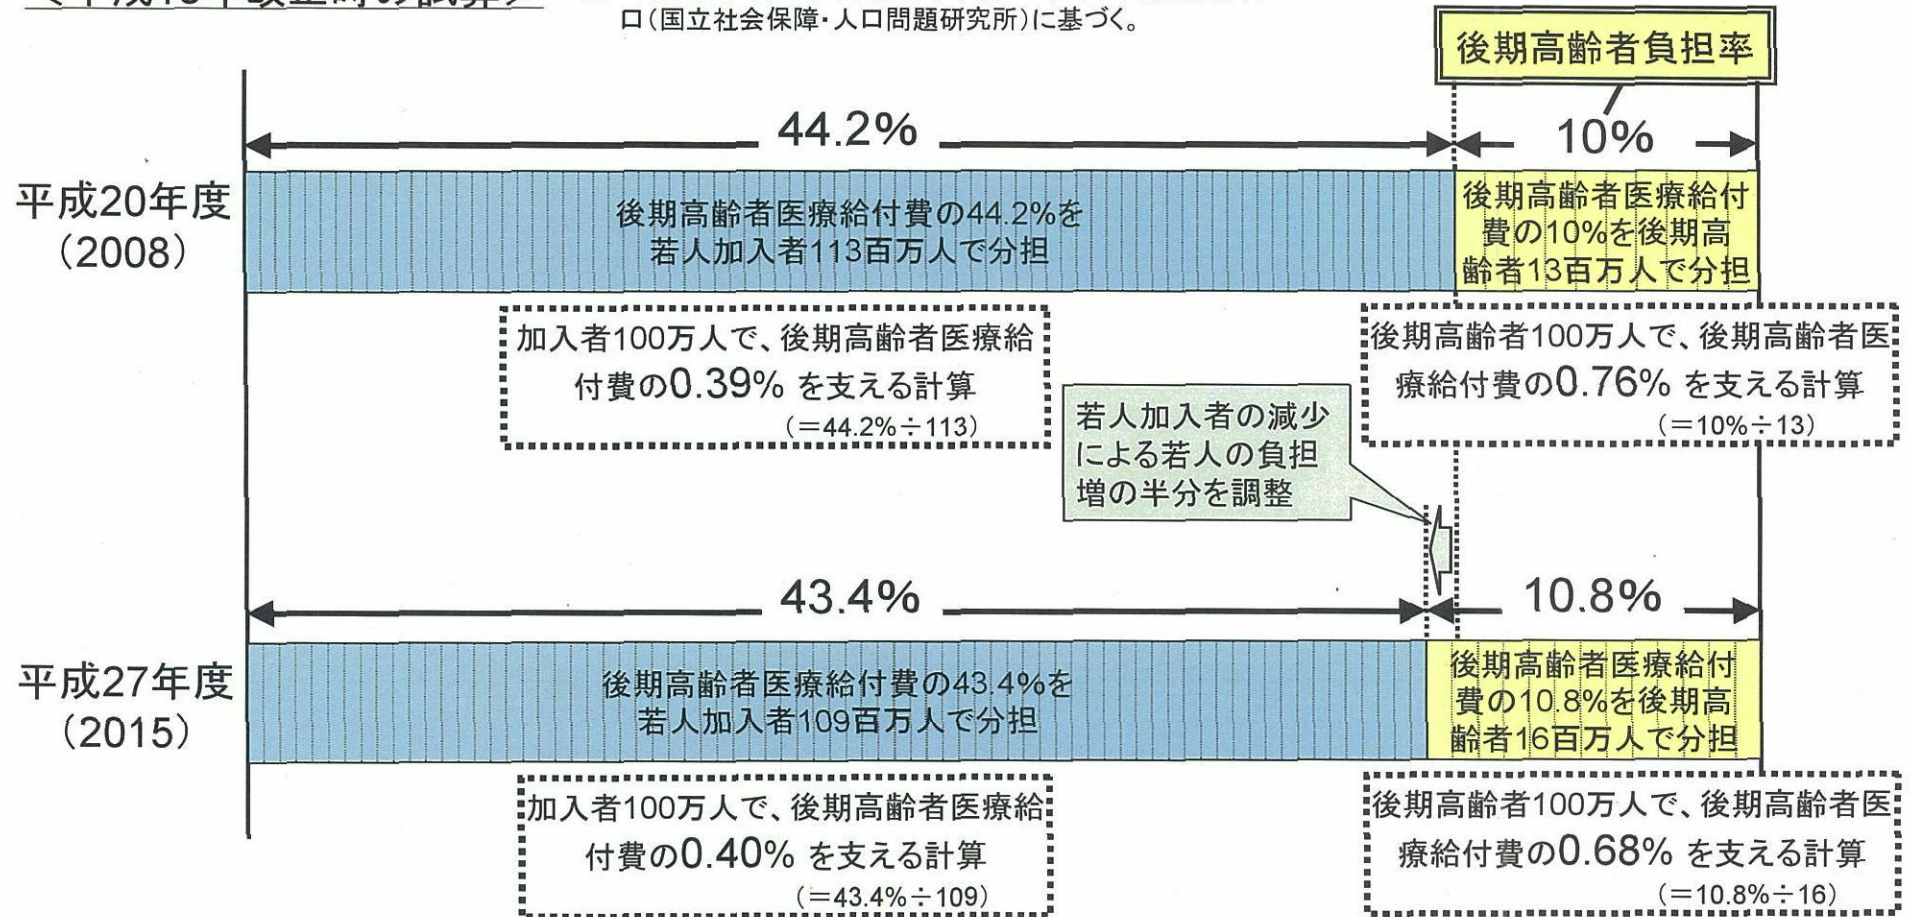 口(国立社会保障・人口問題研究所)に基づく。
後期高齢者負担率
44.2%
10%
平成20年度
(2008)
後期高齢者医療給付費の44.2%を
若人加入者113百万人で分担
後期高齢者医療給付
費の10%を後期高
齢者13百万人で分担
加入者100万人で、後期高齢者医療給
付費の0.39% を支える計算
(=44.2%÷113)
後期高齢者100万人で、後期高齢者医
療給付費の0.76% を支える計算
(=10%÷13)
若人加入者の減少
による若人の負担
増の半分を調整
43.4%
10.8%
平成27年度
(2015)
後期高齢者医療給付費の43.4%を
若人加入者109百万人で分担
後期高齢者医療給付
費の10.8%を後期高
齢者16百万人で分担
加入者100万人で、後期高齢者医療給
付費の0.40% を支える計算
(=43.4%÷109)
後期高齢者100万人で、後期高齢者医
療給付費の0.68% を支える計算
(=10.8%÷16)